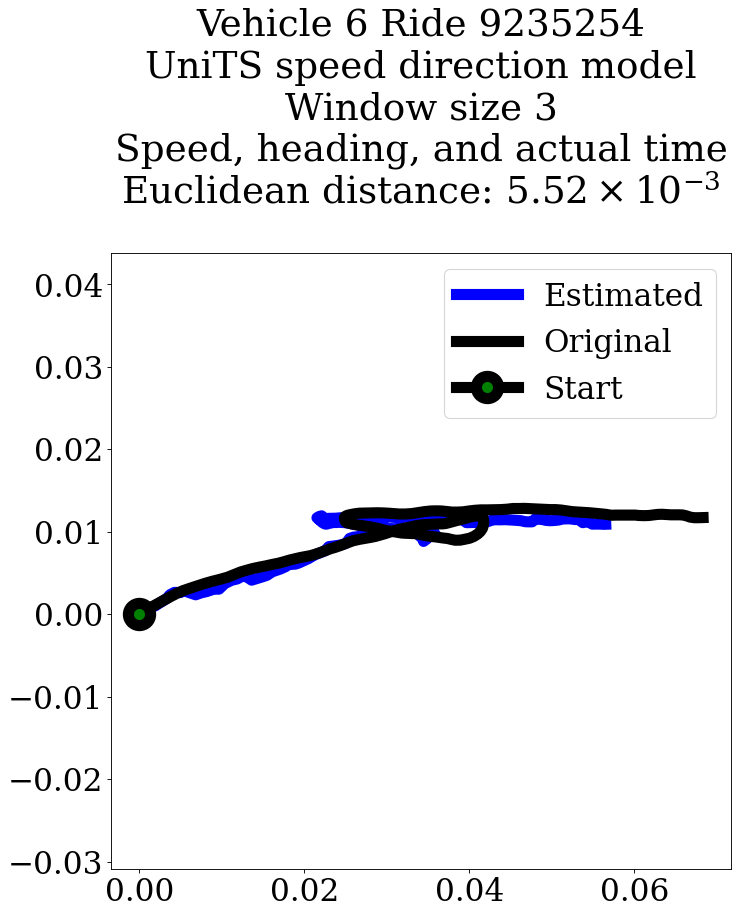 Vehicle 6 Ride 9235254
UniTS speed direction model
Window size 3
Speed, heading, and actual time
Euclidean distance: 5.52 × 10⁻³
Estimated
Original
Start
0.04
0.03
0.02
0.01
0.00
−0.01
−0.02
−0.03
0.00 0.02 0.04 0.06